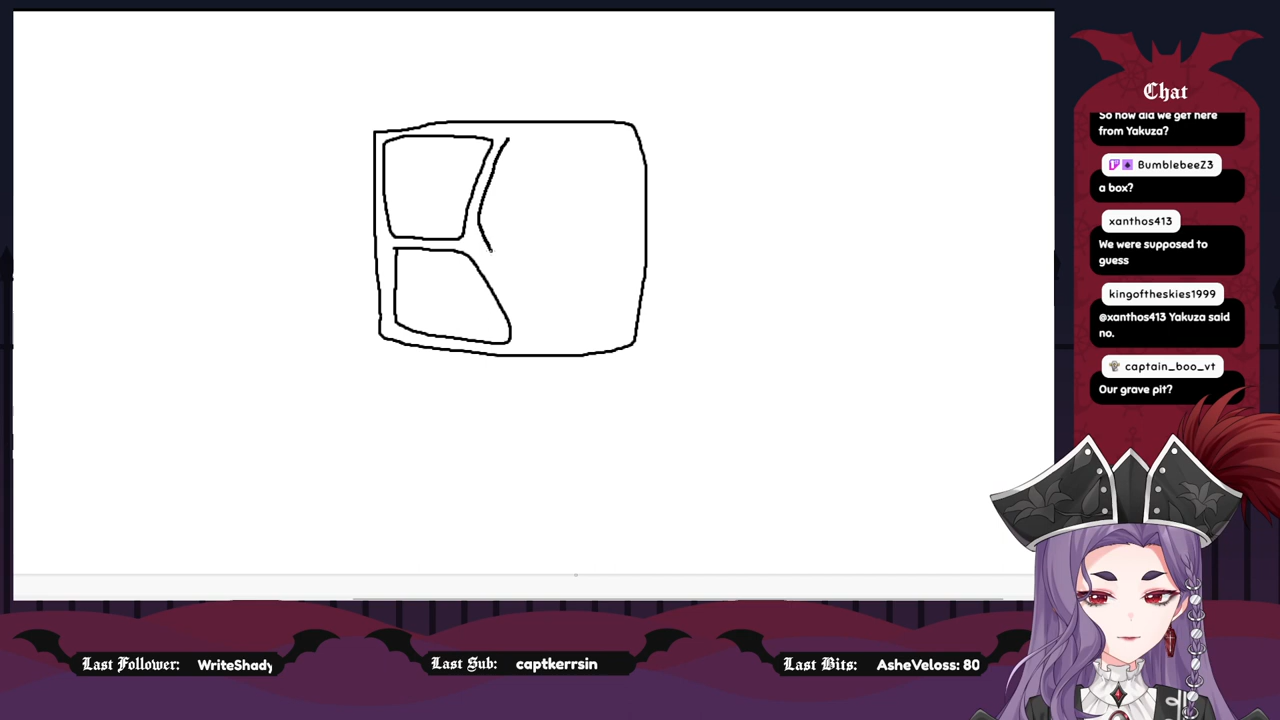 Chat
So how did we get here
from Yakuza?
BumblebeeZ3
a box?
xanthos413
We were supposed to
guess
kingoftheskies1999
@xanthos413 Yakuza said
no.
captain_boo_vt
Our grave pit?
Last Follower: WriteShady
Last Sub: captkerrsin
Last Bits: AsheVeloss: 80